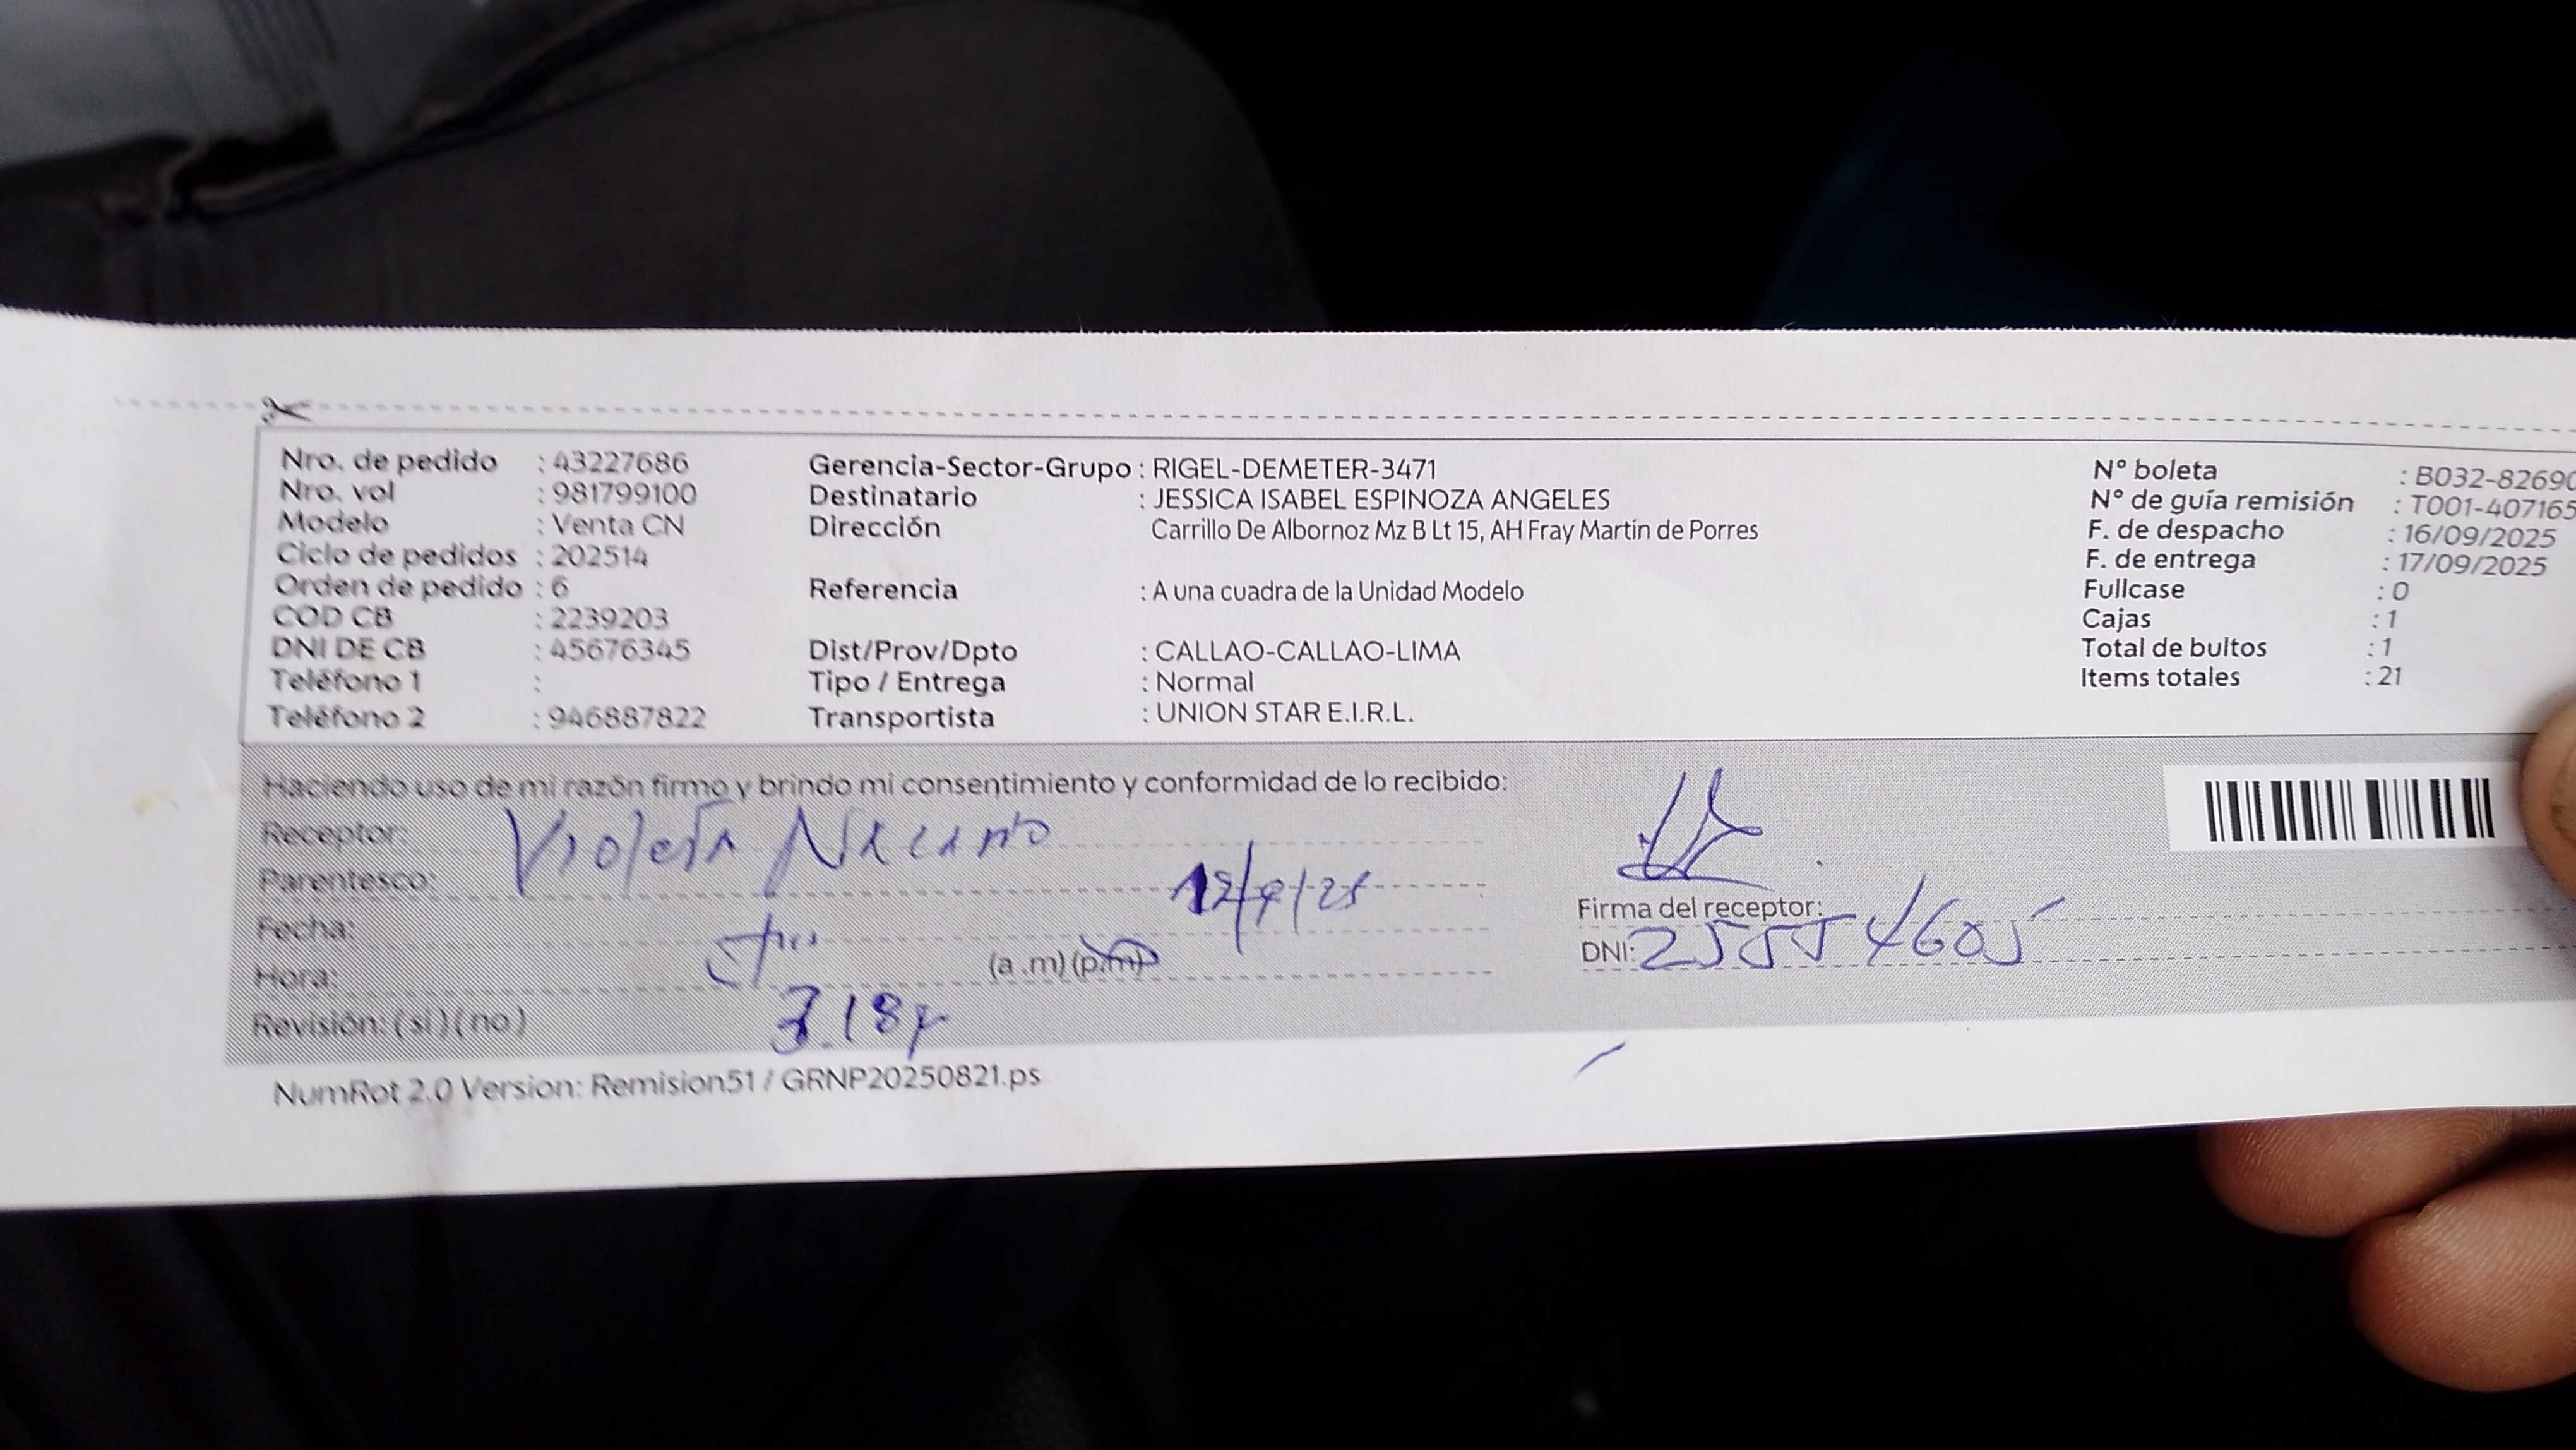 Nro. de pedido : 43227686
Nro. vol : 981799100
Modelo : Venta CN
Ciclo de pedidos : 202514
Orden de pedido : 6
COD CB : 2239203
DNI DE CB : 45676345
Teléfono 1 :
Teléfono 2 : 946887822
Gerencia-Sector-Grupo : RIGEL-DEMETER-3471
Destinatario : JESSICA ISABEL ESPINOZA ANGELES
Dirección Carrillo De Albornoz Mz B Lt 15, AH Fray Martin de Porres
Referencia : A una cuadra de la Unidad Modelo
Dist/Prov/Dpto : CALLAO-CALLAO-LIMA
Tipo / Entrega : Normal
Transportista : UNION STAR E.I.R.L.
N° boleta : B032-82690
N° de guía remisión : T001-407165
F. de despacho : 16/09/2025
F. de entrega : 17/09/2025
Fullcase : 0
Cajas : 1
Total de bultos : 1
Items totales : 21
Haciendo uso de mi razón firmo y brindo mi consentimiento y conformidad de lo recibido:
Receptor: Violeta
Parentesco:
Fecha:
Hora: (a.m) (p.m)
Revisión: (si) (no) 3.18p
Firma del receptor:
DNI: 25554605
NumRot 2.0 Version: Remision51 / GRNP20250821.ps